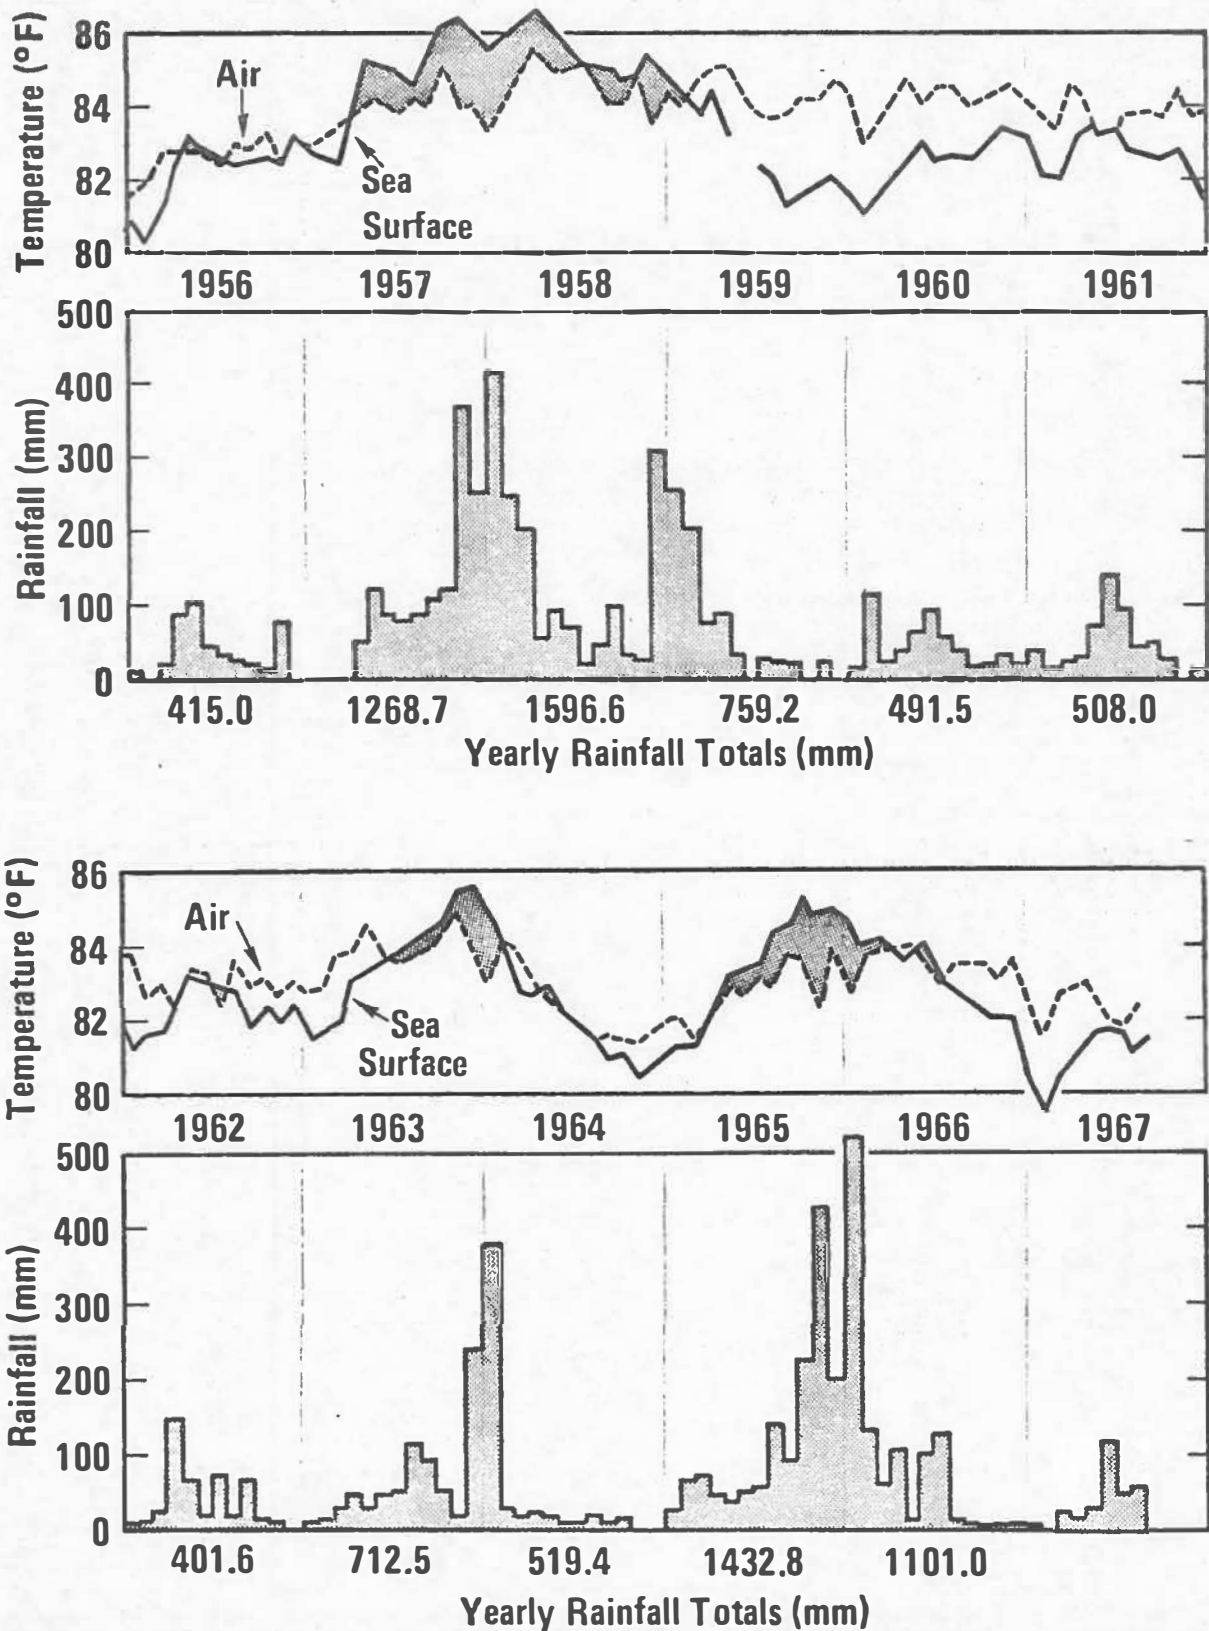 Temperature (°F)
86
84
82
80
Air
Sea
Surface
1956 1957 1958 1959 1960 1961
Rainfall (mm)
500
400
300
200
100
0
415.0 1268.7 1596.6 759.2 491.5 508.0
Yearly Rainfall Totals (mm)
Temperature (°F)
86
84
82
80
Air
Sea
Surface
1962 1963 1964 1965 1966 1967
Rainfall (mm)
500
400
300
200
100
0
401.6 712.5 519.4 1432.8 1101.0
Yearly Rainfall Totals (mm)